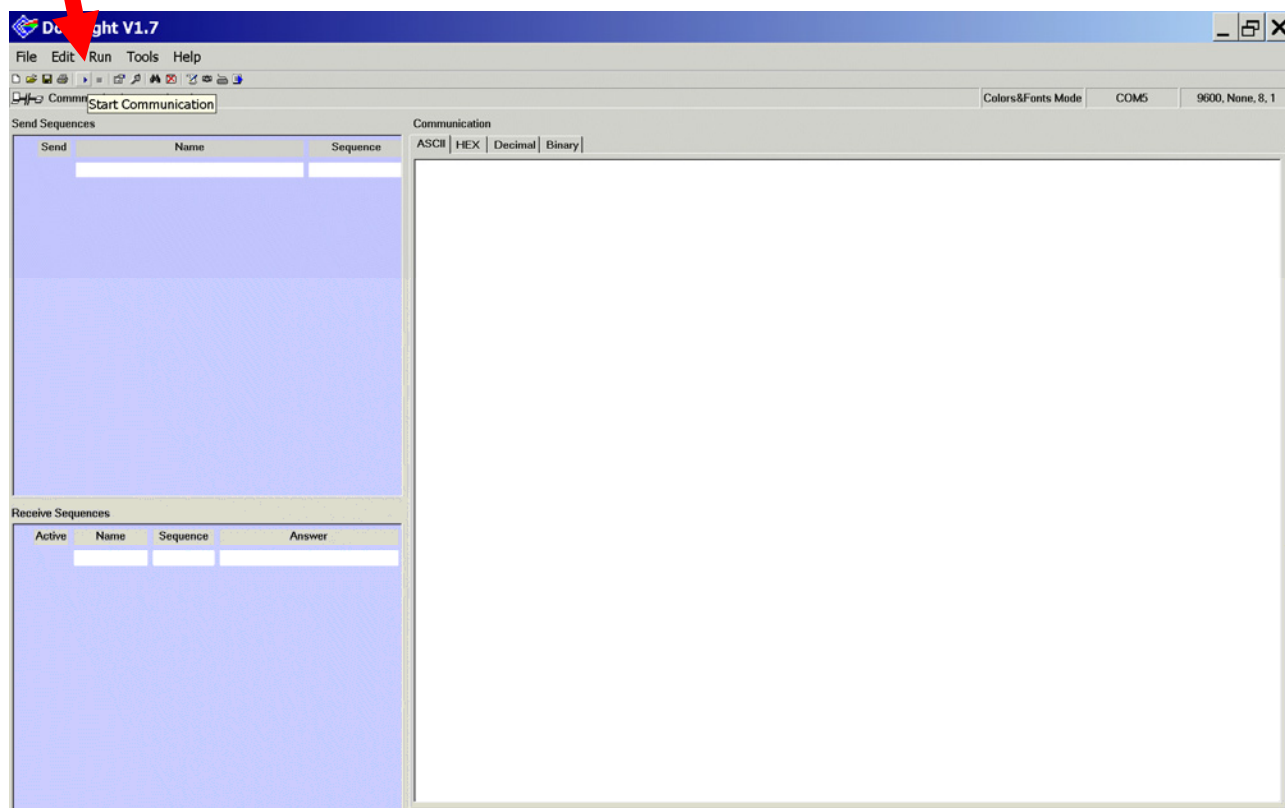 ght V1.7
File Edit Run Tools Help
Start Communication
Colors&Fonts Mode COM5 9600, None, 8, 1
Send Sequences
Communication
Send Name Sequence
ASCII HEX Decimal Binary
Receive Sequences
Active Name Sequence Answer